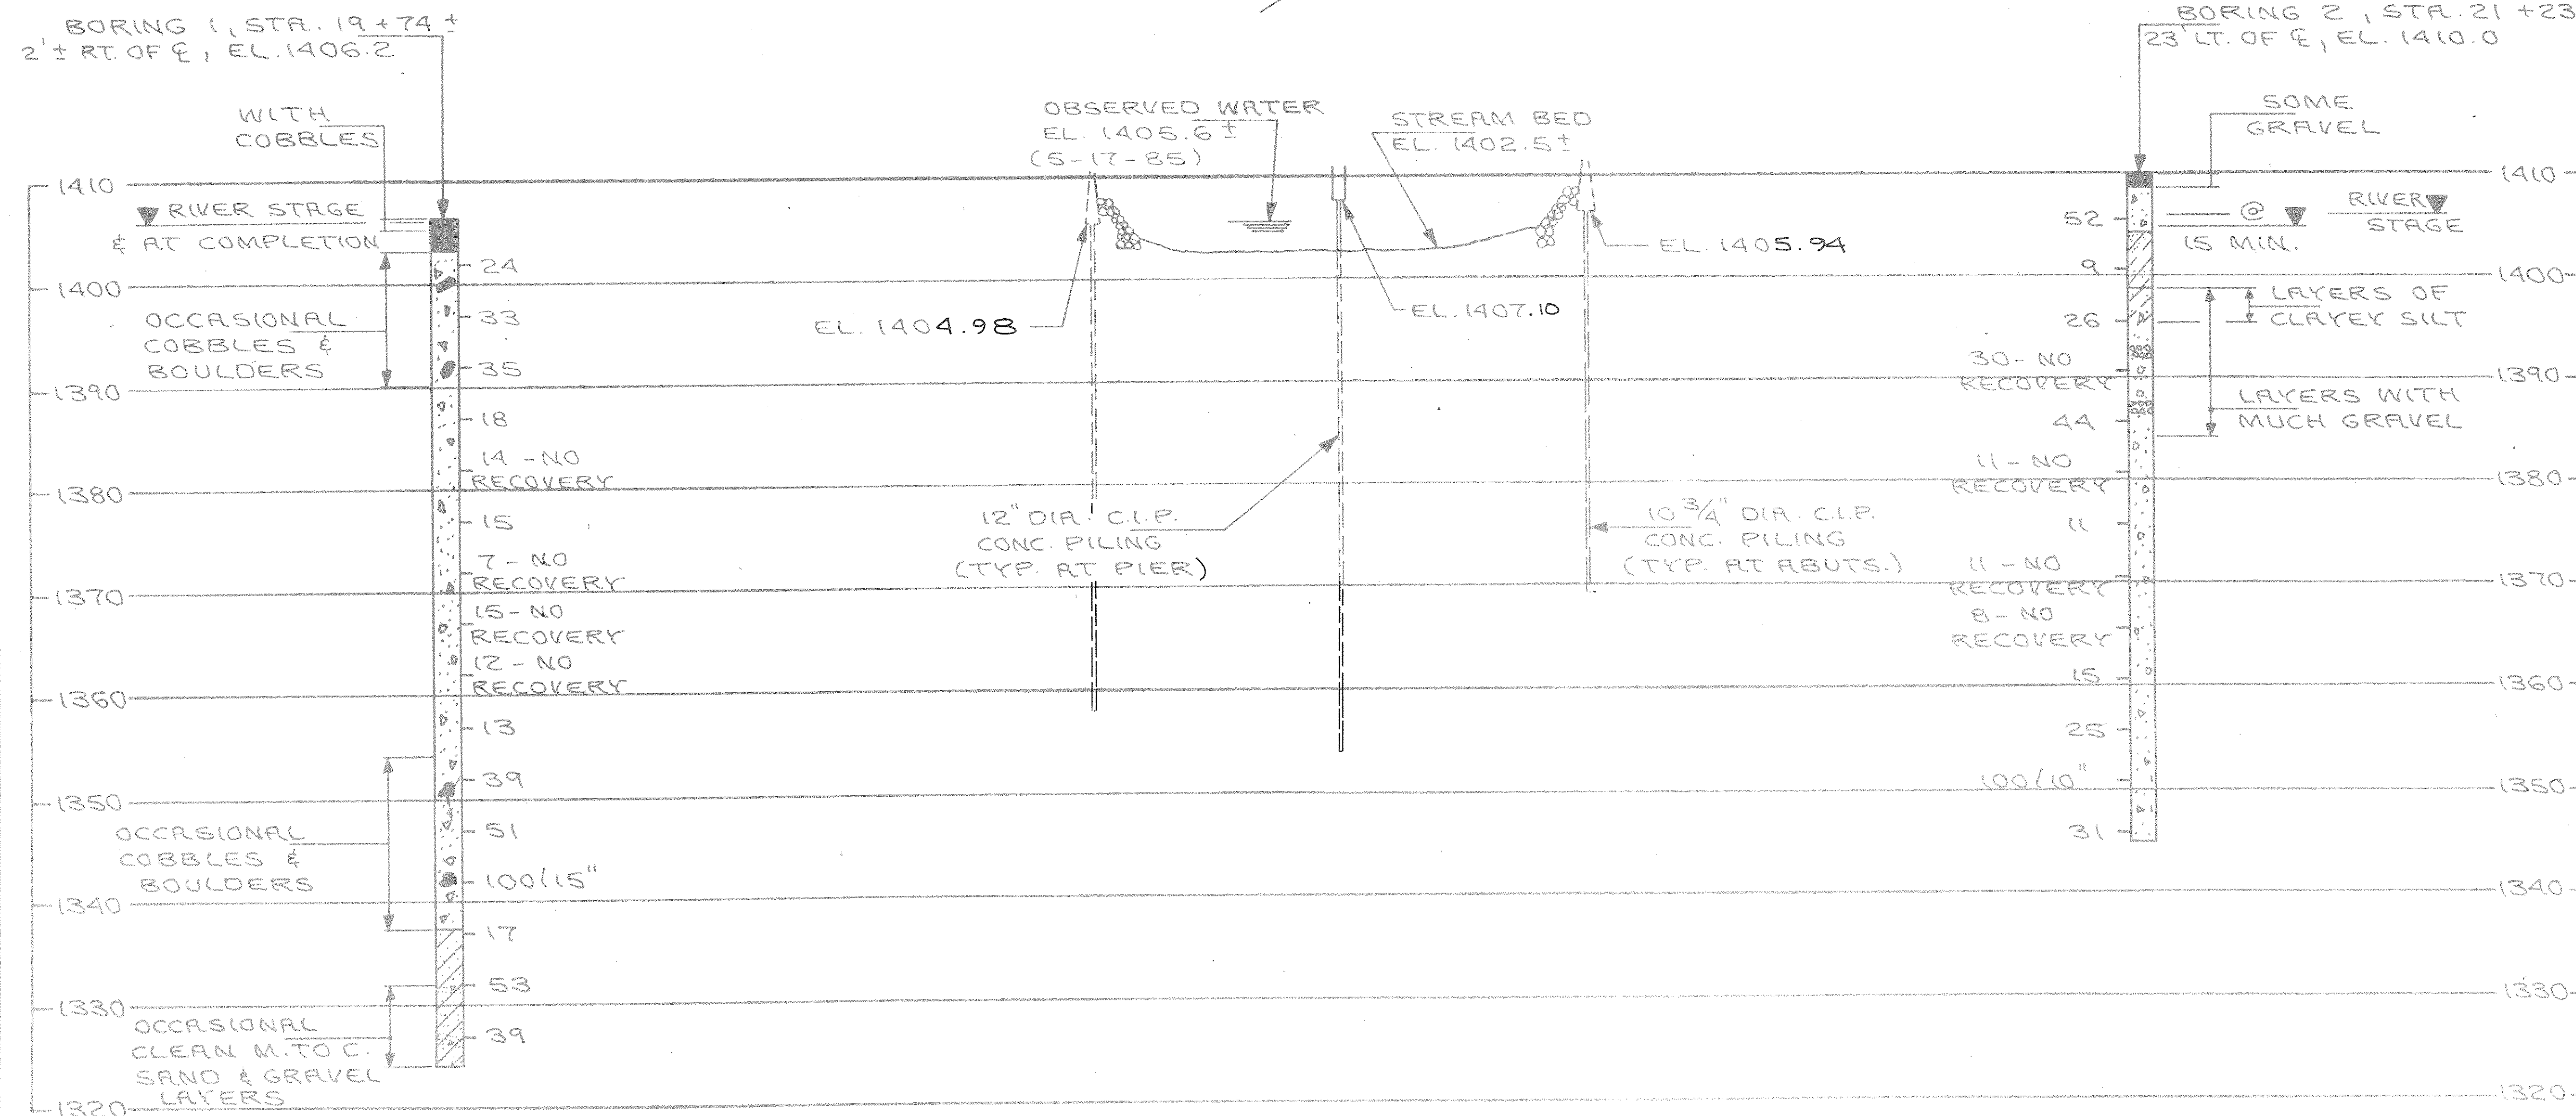 BORING 1, STA. 19+74 ±
2'± RT. OF ℄, EL. 1406.2
BORING 2, STA. 21+23
23' LT. OF ℄, EL. 1410.0
WITH
COBBLES
OBSERVED WATER
EL. 1405.6 ±
(5-17-85)
STREAM BED
EL. 1402.5 ±
SOME
GRAVEL
1410
1410
RIVER STAGE
& AT COMPLETION
52
@
15 MIN.
RIVER
STAGE
EL. 1405.94
24
9
1400
1400
OCCASIONAL
COBBLES &
BOULDERS
33
EL. 1404.98
EL. 1407.10
26
LAYERS OF
CLAYEY SILT
35
30 - NO
RECOVERY
1390
1390
18
44
LAYERS WITH
MUCH GRAVEL
14 - NO
RECOVERY
11 - NO
RECOVERY
1380
1380
15
12" DIA. C.I.P.
CONC. PILING
(TYP. AT PIER)
10 3/4" DIA. C.I.P.
CONC. PILING
(TYP. AT ABUTS.)
11
7 - NO
RECOVERY
11 - NO
RECOVERY
1370
1370
15 - NO
RECOVERY
8 - NO
RECOVERY
12 - NO
RECOVERY
15
1360
1360
13
25
39
100/10"
1350
1350
OCCASIONAL
COBBLES &
BOULDERS
51
31
100/15"
1340
1340
17
53
1330
1330
OCCASIONAL
CLEAN M. TO C.
SAND & GRAVEL
LAYERS
39
1320
1320